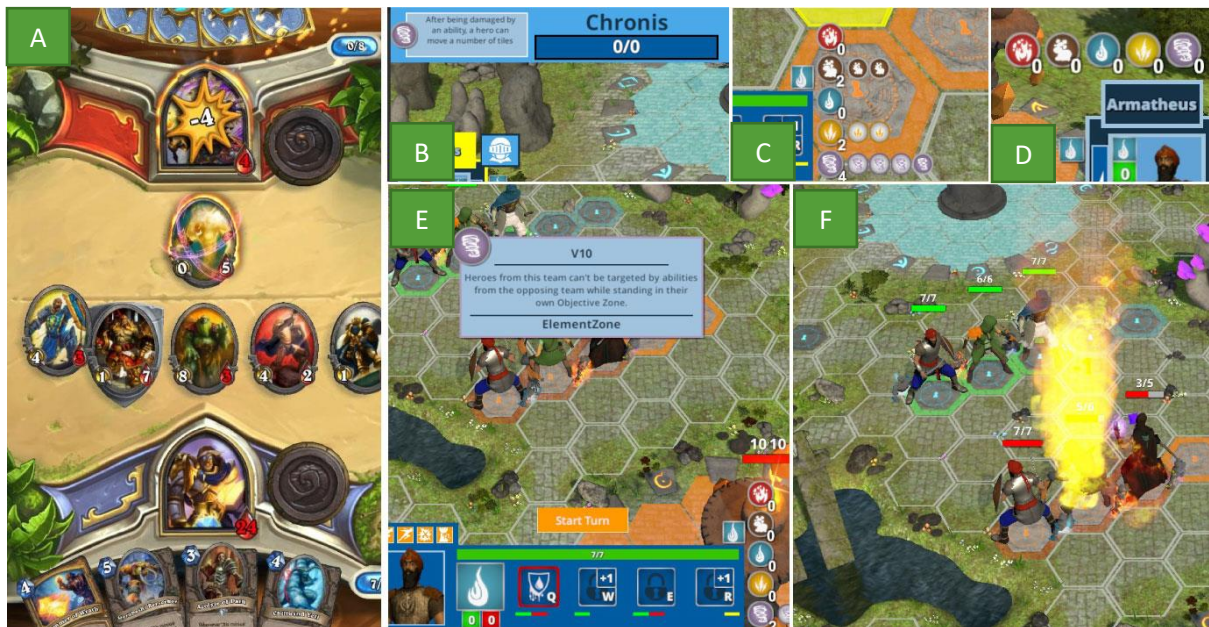 A
0/8
-4
4
0 5
4 3
1 7
8 3
4 2
1
24
4
5
3
4
7/
B
After being damaged by
an ability, a hero can
move a number of tiles
Chronis
0/0
C
0
2
0
2
4
+1
R
D
0 0 0 0 0
Armatheus
0
E
V10
Heroes from this team can't be targeted by abilities
from the opposing team while standing in their
own Objective Zone.
ElementZone
10 10
Start Turn
7/7
0 0
Q
+1
W
E
+1
R
0
0
0
0
2
F
7/7
6/6
7/7
3/5
5/6
7/7